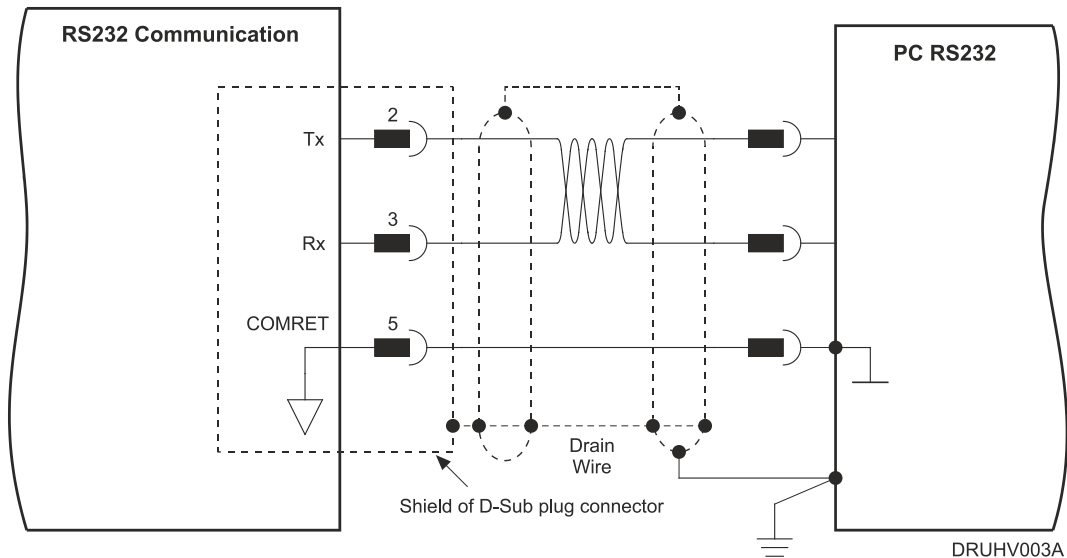 RS232 Communication
PC RS232
2
Tx
3
Rx
5
COMRET
Drain
Wire
Shield of D-Sub plug connector
DRUHV003A